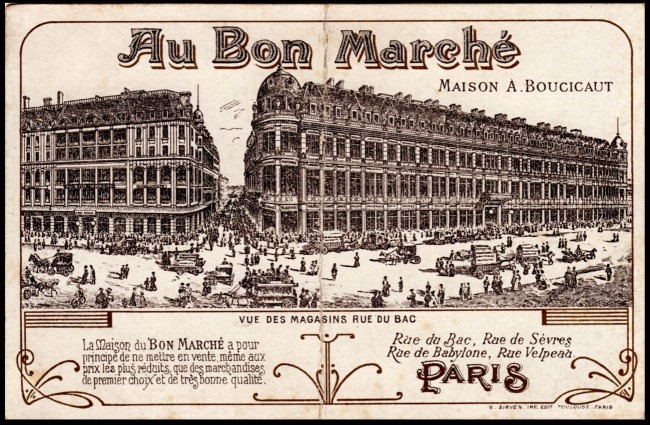 Au Bon Marché
MAISON A. BOUCICAUT
VUE DES MAGASINS RUE DU BAC
La Maison du BON MARCHÉ a pour
principe de ne mettre en vente, même aux
prix les plus réduits, que des marchandises
de premier choix et de très bonne qualité.
Rue du Bac, Rue de Sèvres
Rue de Babylone, Rue Velpeau
PARIS
B. SIRVEN, IMP. EDIT. TOULOUSE-PARIS